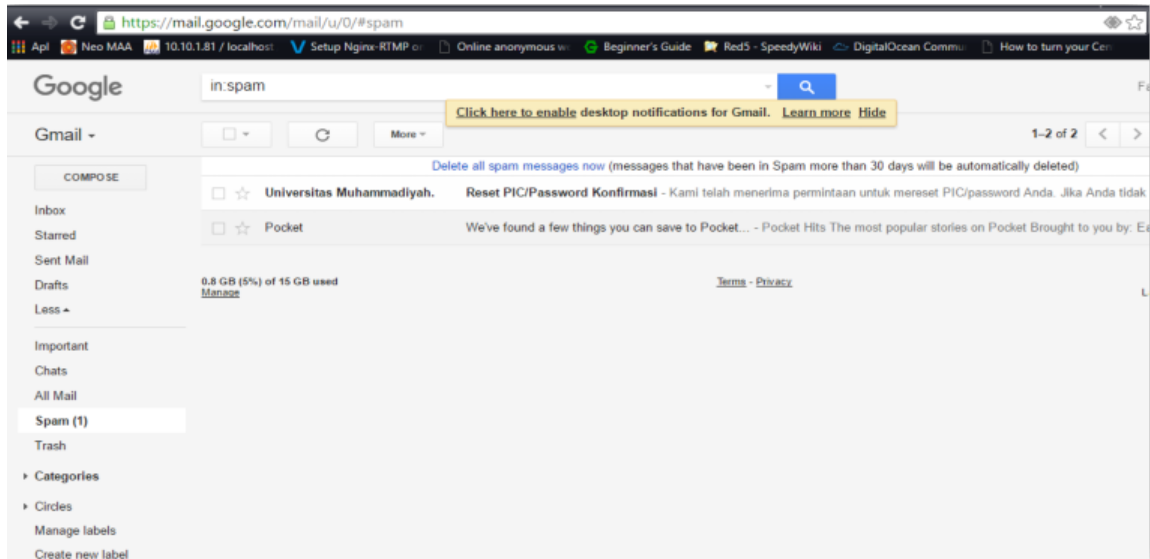 https://mail.google.com/mail/u/0/#spam
Apl Neo MAA 10.10.1.81 / localhost Setup Nginx-RTMP or Online anonymous Beginner's Guide Red5 - SpeedyWiki DigitalOcean Commu How to turn your Cen
Google in:spam
Click here to enable desktop notifications for Gmail. Learn more Hide
Gmail More 1–2 of 2
Delete all spam messages now (messages that have been in Spam more than 30 days will be automatically deleted)
COMPOSE
Universitas Muhammadiyah. Reset PIC/Password Konfirmasi - Kami telah menerima permintaan untuk mereset PIC/password Anda. Jika Anda tidak
Pocket We've found a few things you can save to Pocket... - Pocket Hits The most popular stories on Pocket Brought to you by: Ea
Inbox
Starred
Sent Mail
Drafts
Less
0.8 GB (5%) of 15 GB used
Manage
Terms - Privacy
Important
Chats
All Mail
Spam (1)
Trash
Categories
Circles
Manage labels
Create new label